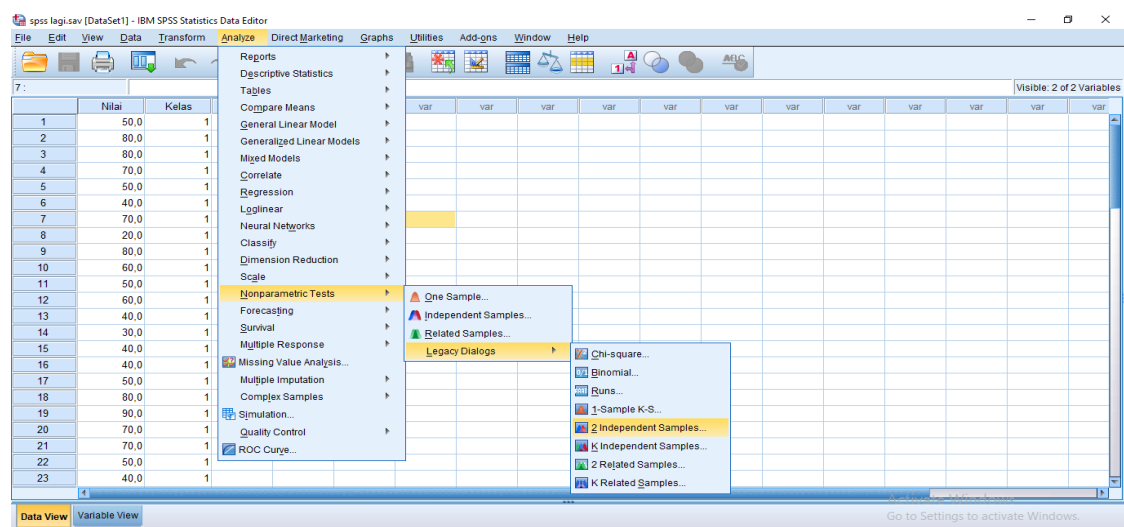 spss lagi.sav [DataSet1] - IBM SPSS Statistics Data Editor
File Edit View Data Transform Analyze Direct Marketing Graphs Utilities Add-ons Window Help
7 :
Visible: 2 of 2 Variables
Nilai Kelas var var var var var var var var var var var var
1 50,0 1
2 80,0 1
3 80,0 1
4 70,0 1
5 50,0 1
6 40,0 1
7 70,0 1
8 20,0 1
9 80,0 1
10 60,0 1
11 50,0 1
12 60,0 1
13 40,0 1
14 30,0 1
15 40,0 1
16 40,0 1
17 50,0 1
18 80,0 1
19 90,0 1
20 70,0 1
21 70,0 1
22 50,0 1
23 40,0 1
Reports
Descriptive Statistics
Tables
Compare Means
General Linear Model
Generalized Linear Models
Mixed Models
Correlate
Regression
Loglinear
Neural Networks
Classify
Dimension Reduction
Scale
Nonparametric Tests
Forecasting
Survival
Multiple Response
Missing Value Analysis...
Multiple Imputation
Complex Samples
Simulation...
Quality Control
ROC Curve...
One Sample...
Independent Samples...
Related Samples...
Legacy Dialogs
Chi-square...
Binomial...
Runs...
1-Sample K-S...
2 Independent Samples...
K Independent Samples...
2 Related Samples...
K Related Samples...
Data View Variable View
Activate Windows
Go to Settings to activate Windows.